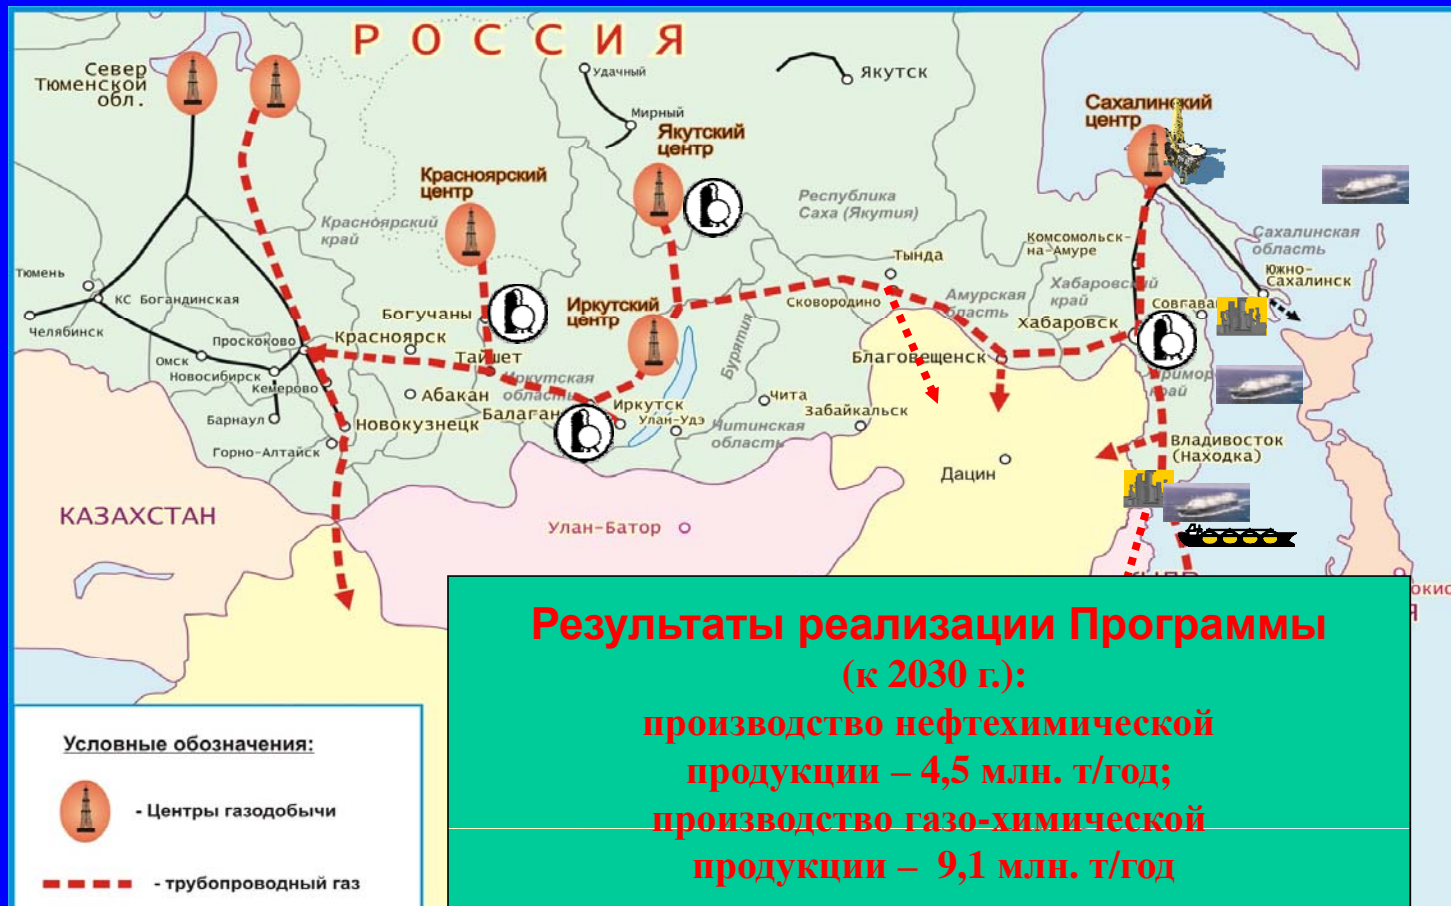 РОССИЯ
Север
Тюменской
обл.
Удачный
Якутск
Мирный
Якутский
центр
Сахалинский
центр
Красноярский
центр
Республика
Саха (Якутия)
Красноярский
край
Комсомольск-
на-Амуре
Сахалинская
область
Тында
Южно-
Сахалинск
Тюмень
КС Богандинская
Иркутский
центр
Сковородино
Амурская
область
Хабаровский
край
Челябинск
Богучаны
Хабаровск
Проскоково
Красноярск
Омск
Тайшет
Благовещенск
Новосибирск
Кемерово
Иркутская
область
Бурятия
Абакан
Балаган
Иркутск
Улан-Удэ
Чита
Забайкальск
край
Барнаул
Новокузнецк
Читинская
область
Горно-Алтайск
Владивосток
(Находка)
Дацин
КАЗАХСТАН
Улан-Батор
Результаты реализации Программы
(к 2030 г.):
производство нефтехимической
продукции – 4,5 млн. т/год;
производство газо-химической
продукции – 9,1 млн. т/год
Условные обозначения:
- Центры газодобычи
- трубопроводный газ